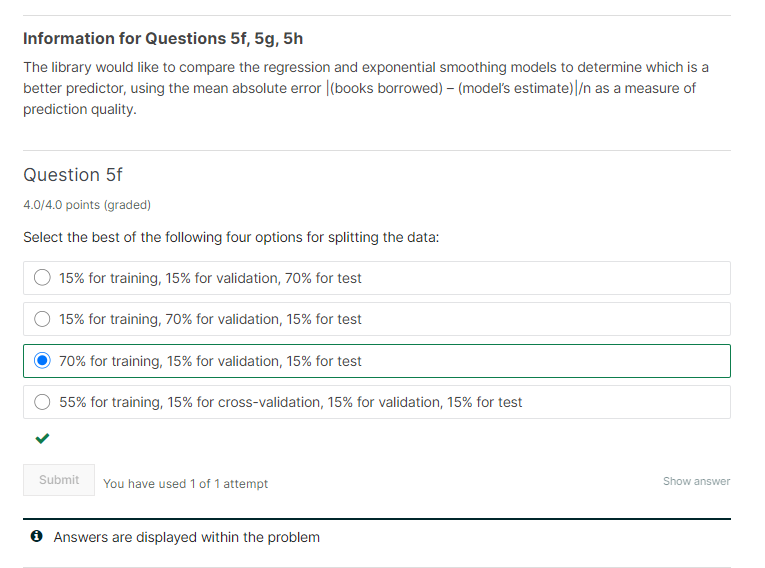 Information for Questions 5f, 5g, 5h
The library would like to compare the regression and exponential smoothing models to determine which is a
better predictor, using the mean absolute error |(books borrowed) – (model's estimate)|/n as a measure of
prediction quality.
Question 5f
4.0/4.0 points (graded)
Select the best of the following four options for splitting the data:
15% for training, 15% for validation, 70% for test
15% for training, 70% for validation, 15% for test
70% for training, 15% for validation, 15% for test
55% for training, 15% for cross-validation, 15% for validation, 15% for test
Submit
You have used 1 of 1 attempt
Show answer
Answers are displayed within the problem